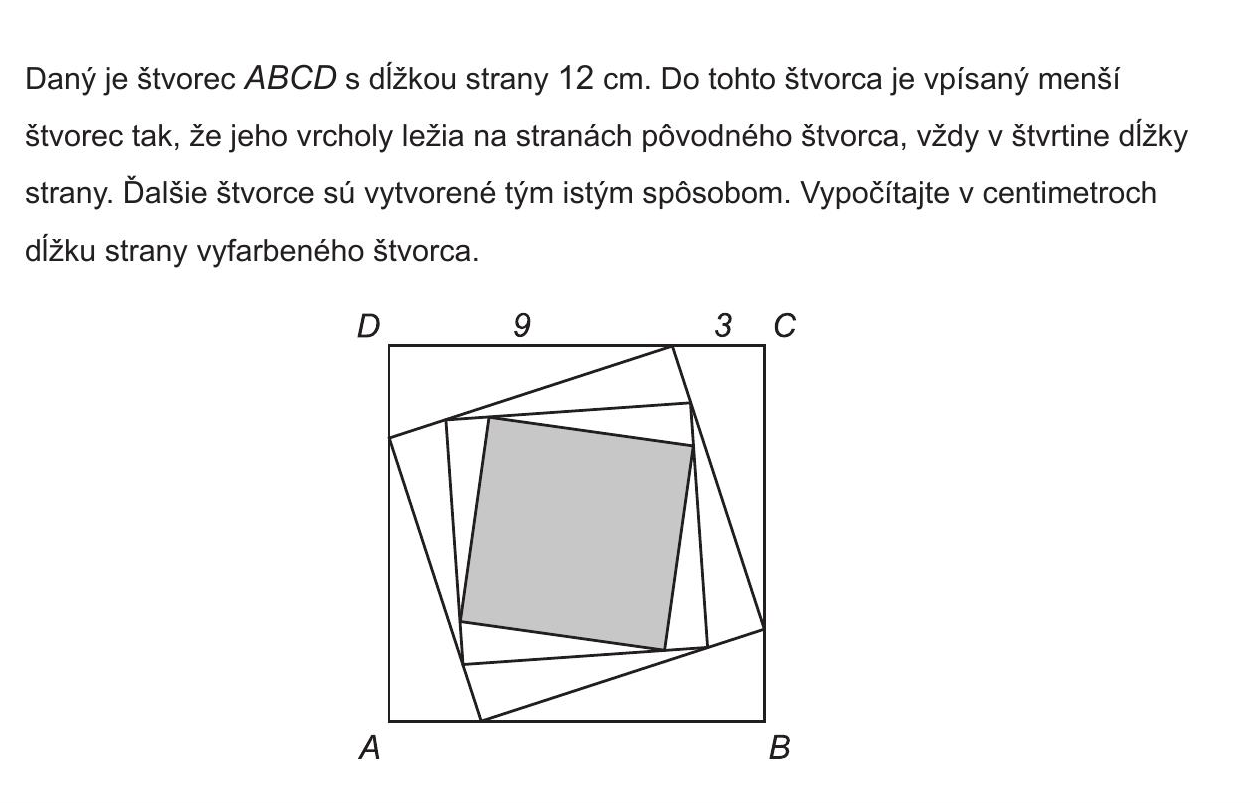 Daný je štvorec ABCD s dĺžkou strany 12 cm. Do tohto štvorca je vpísaný menší
štvorec tak, že jeho vrcholy ležia na stranách pôvodného štvorca, vždy v štvrtine dĺžky
strany. Ďalšie štvorce sú vytvorené tým istým spôsobom. Vypočítajte v centimetroch
dĺžku strany vyfarbeného štvorca.
D 9 3 C
A B